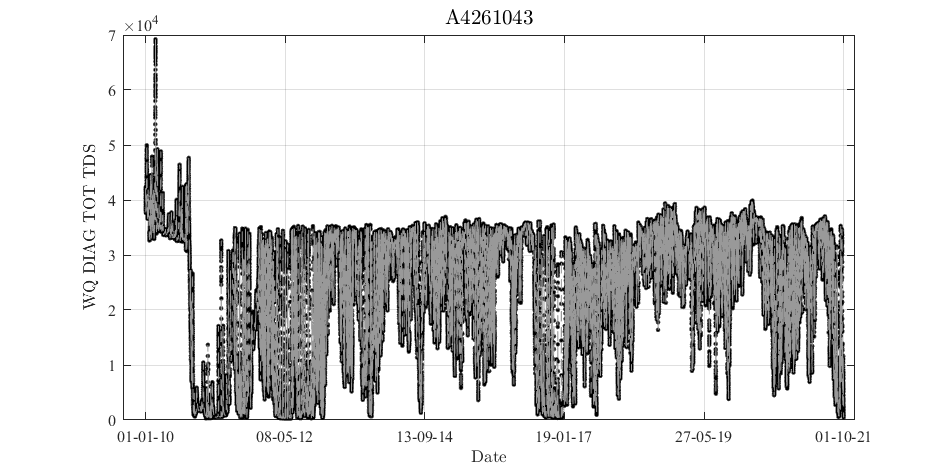 A4261043
×10⁴
7
6
5
4
3
2
1
0
WQ DIAG TOT TDS
01-01-10 08-05-12 13-09-14 19-01-17 27-05-19 01-10-21
Date